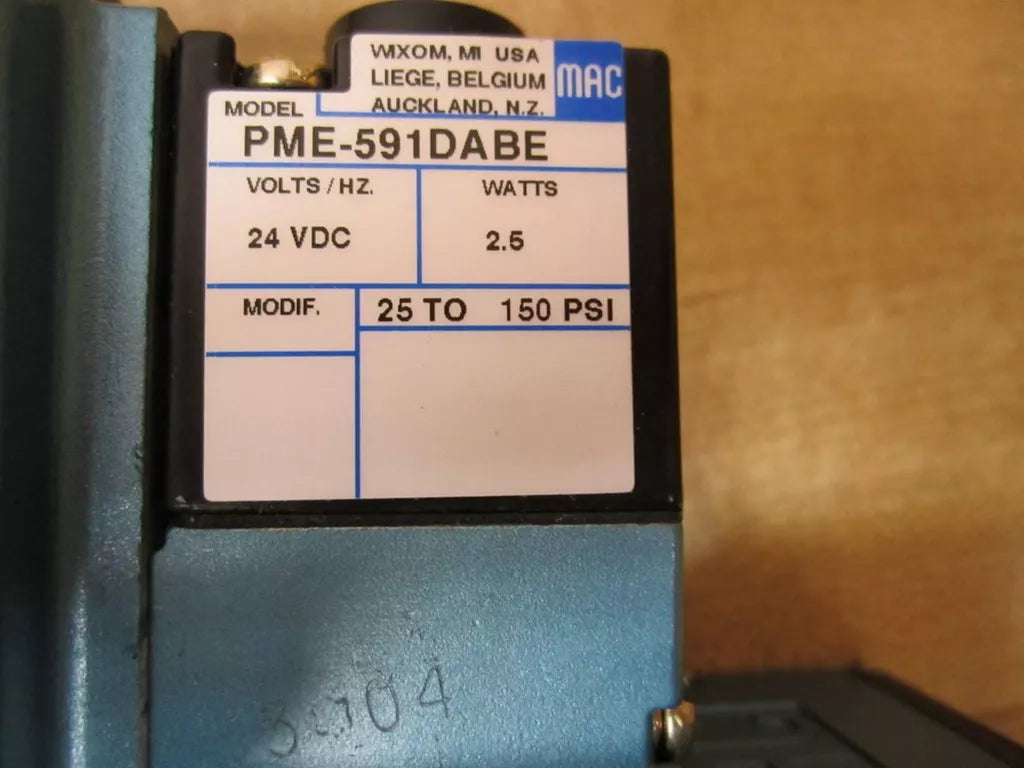 WIXOM, MI USA
LIEGE, BELGIUM
AUCKLAND, N.Z.
MAC
MODEL
PME-591DABE
VOLTS / HZ.
WATTS
24 VDC
2.5
MODIF.
25 TO 150 PSI